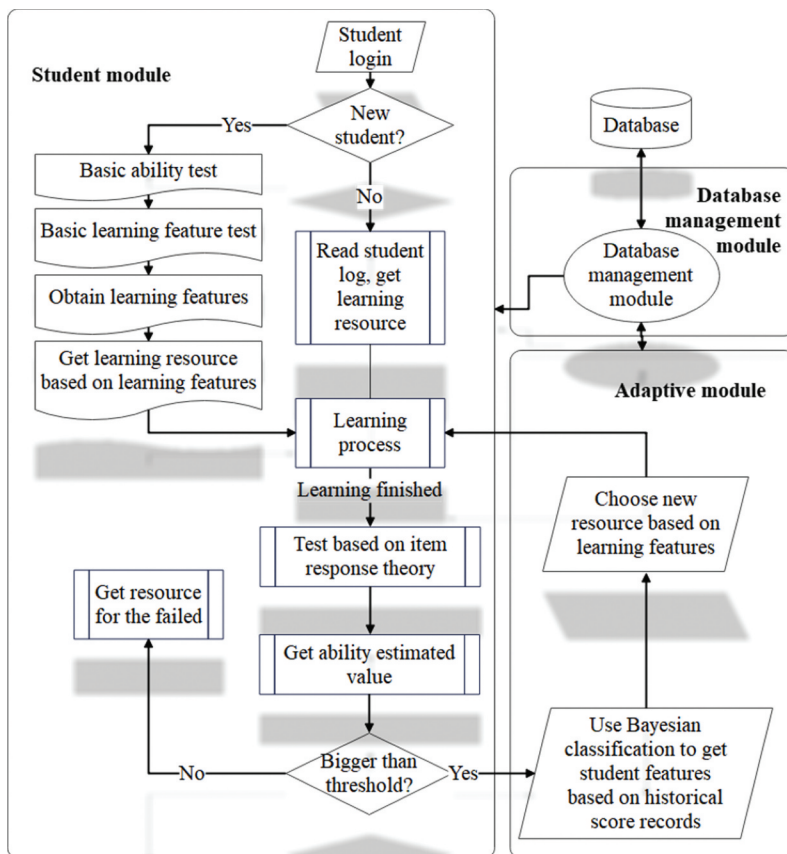 Student
login
Student module
New
student?
Yes
No
Basic ability test
Basic learning feature test
Obtain learning features
Get learning resource
based on learning features
Read student
log, get
learning
resource
Learning
process
Learning finished
Test based on item
response theory
Get resource
for the failed
Get ability estimated
value
Bigger than
threshold?
No
Yes
Database
Database
management
module
Database
management
module
Adaptive module
Choose new
resource based on
learning features
Use Bayesian
classification to get
student features
based on historical
score records